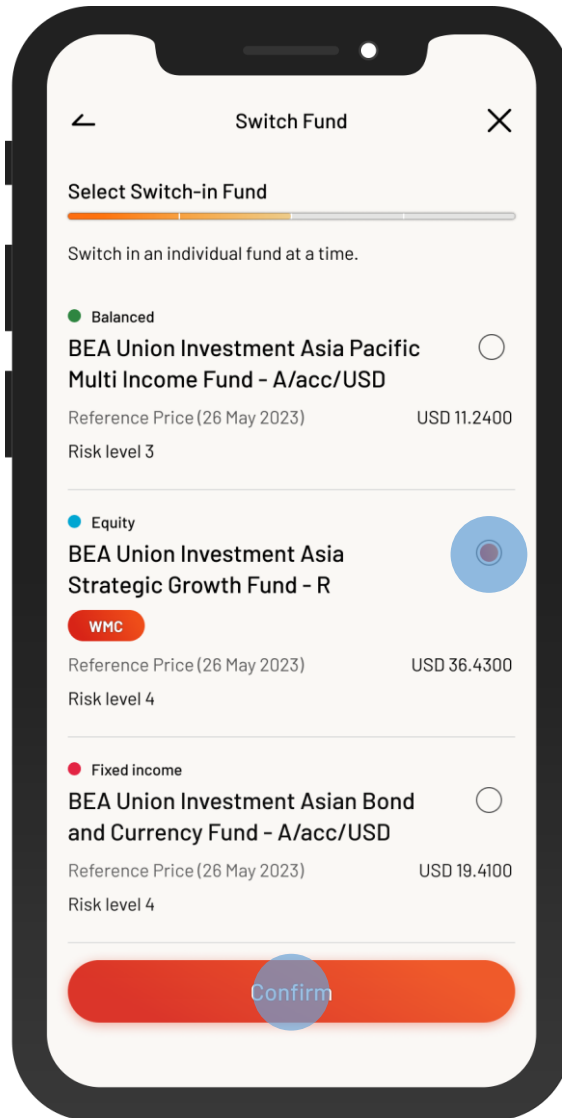 Switch Fund
Select Switch-in Fund
Switch in an individual fund at a time.
Balanced
BEA Union Investment Asia Pacific
Multi Income Fund - A/acc/USD
Reference Price (26 May 2023) USD 11.2400
Risk level 3
Equity
BEA Union Investment Asia
Strategic Growth Fund - R
WMC
Reference Price (26 May 2023) USD 36.4300
Risk level 4
Fixed income
BEA Union Investment Asian Bond
and Currency Fund - A/acc/USD
Reference Price (26 May 2023) USD 19.4100
Risk level 4
Confirm